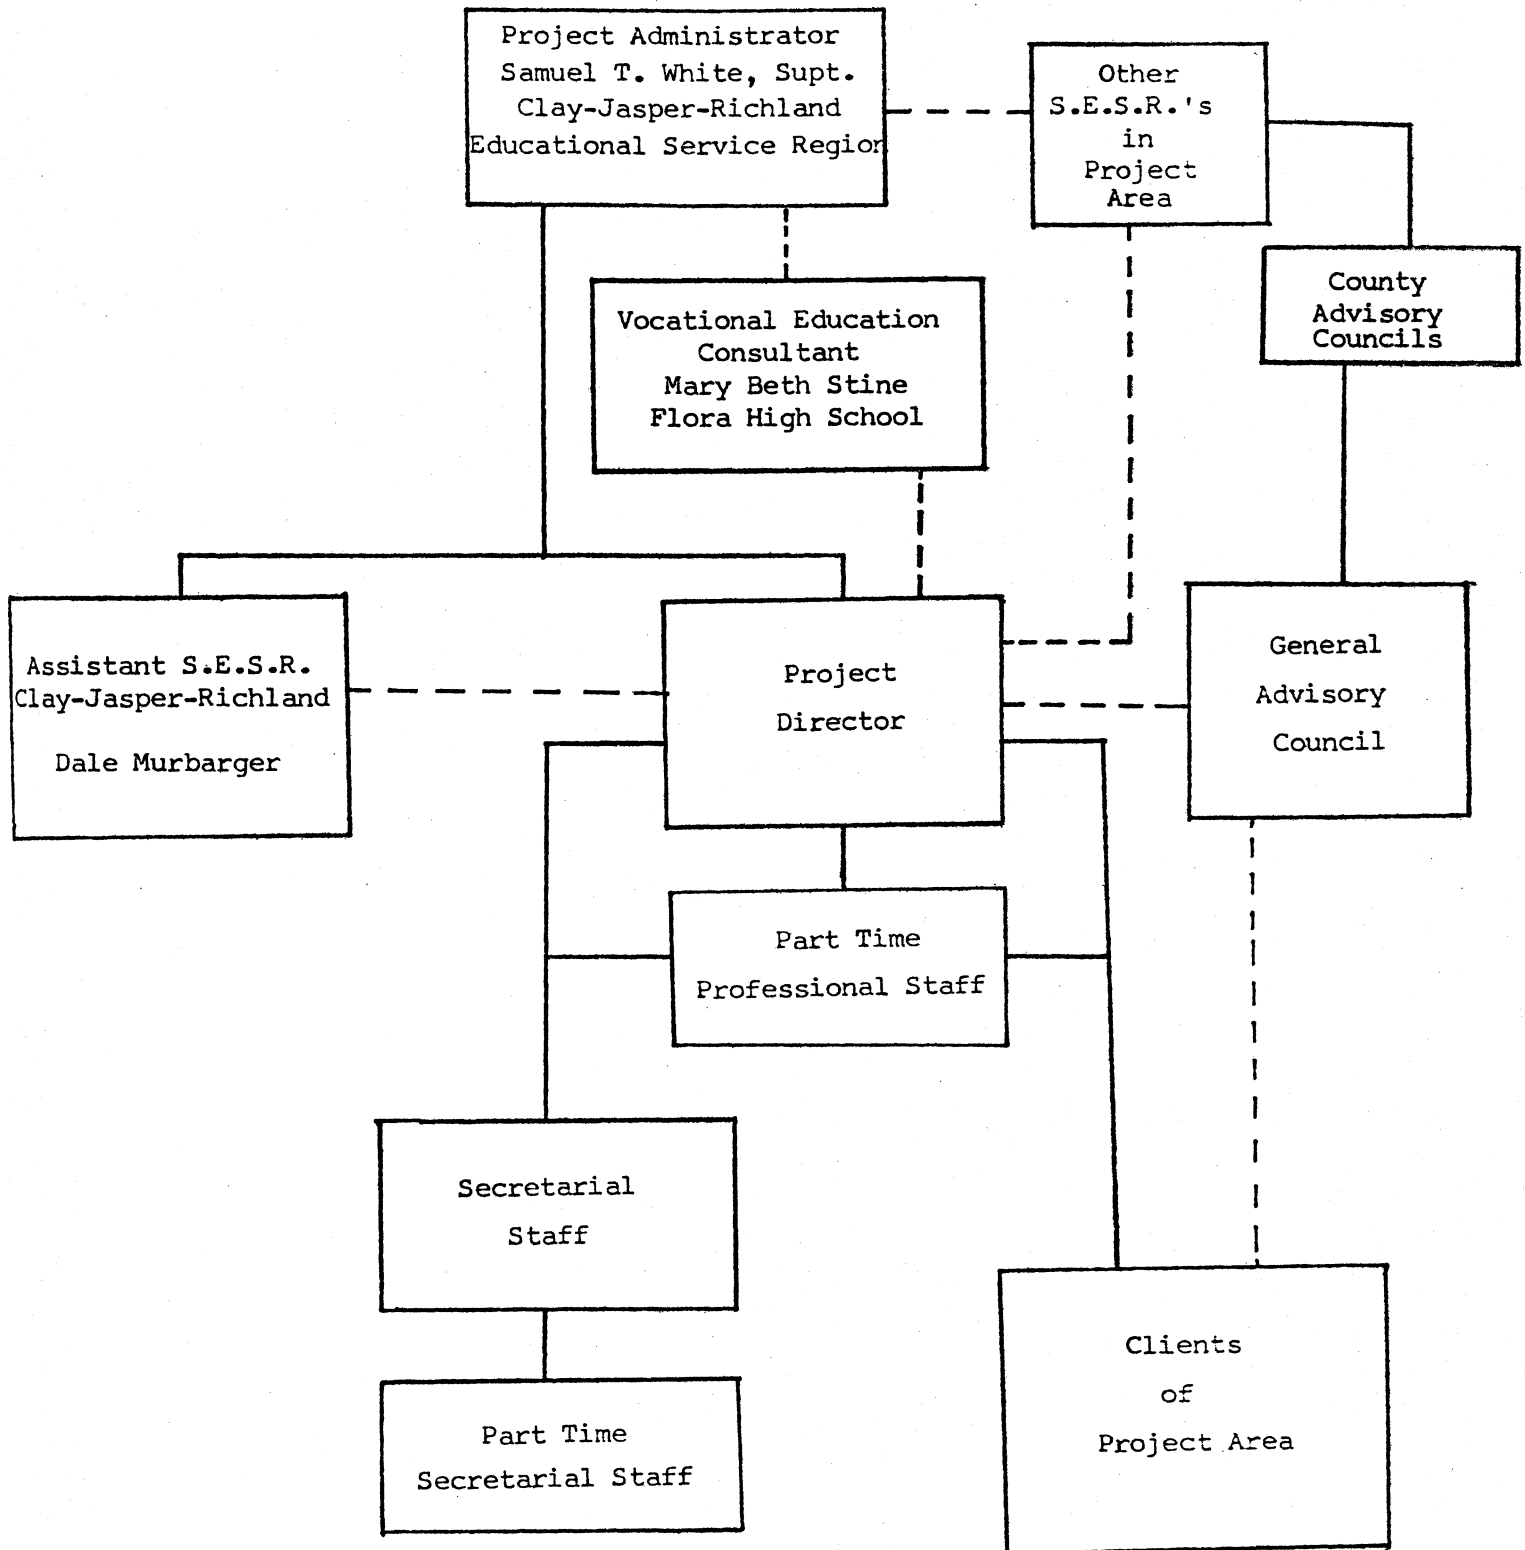 Project Administrator
Samuel T. White, Supt.
Clay-Jasper-Richland
Educational Service Region
Other
S.E.S.R.'s
in
Project
Area
County
Advisory
Councils
Vocational Education
Consultant
Mary Beth Stine
Flora High School
Assistant S.E.S.R.
Clay-Jasper-Richland
Dale Murbarger
Project
Director
General
Advisory
Council
Part Time
Professional Staff
Secretarial
Staff
Clients
of
Project Area
Part Time
Secretarial Staff